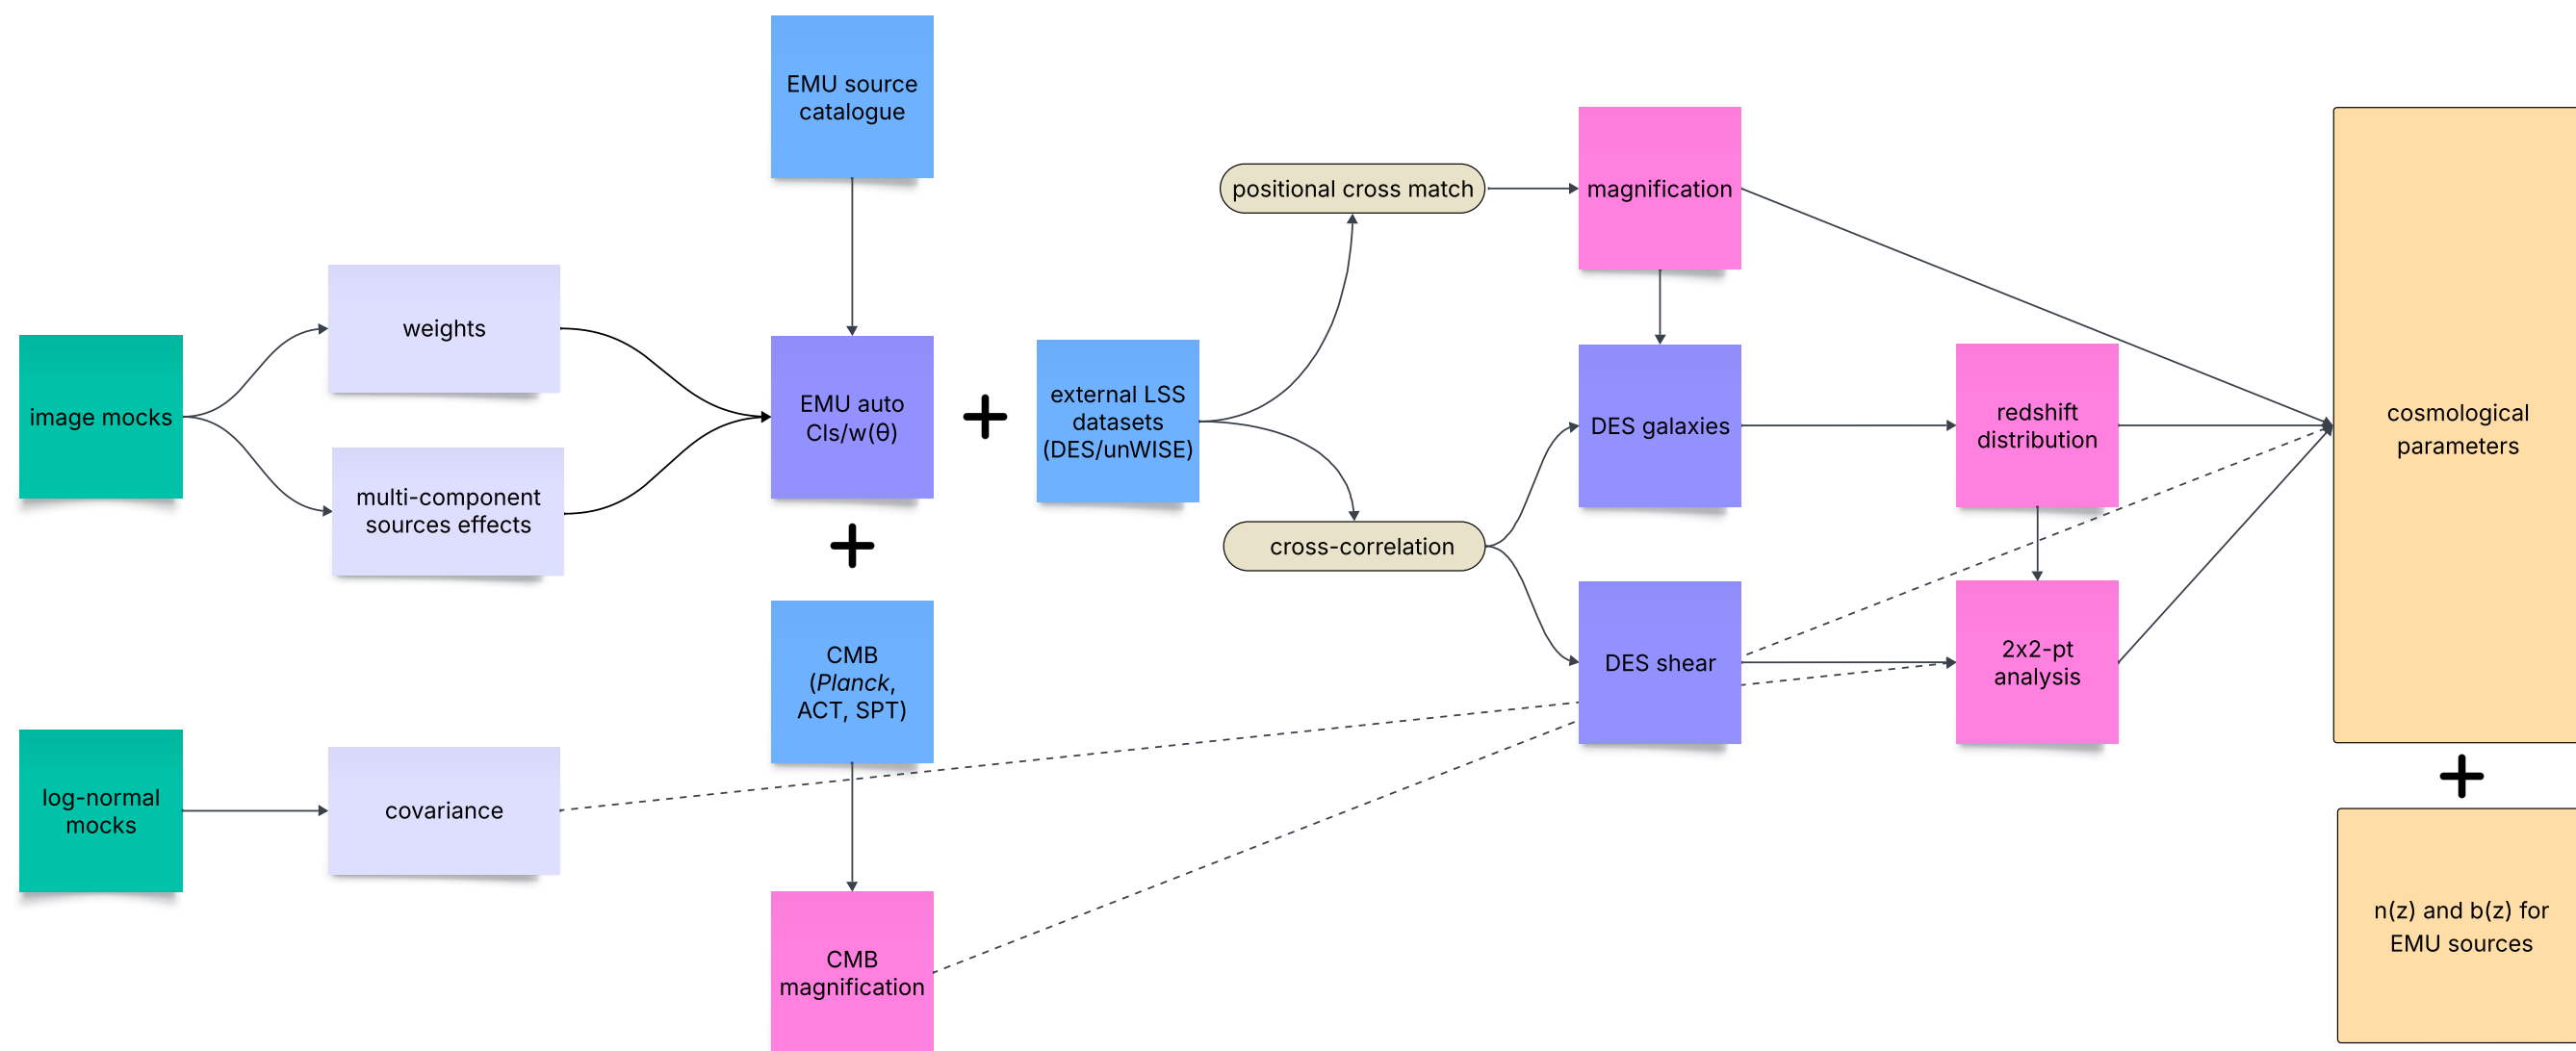 EMU source
catalogue
positional cross match
magnification
weights
image mocks
multi-component
sources effects
EMU auto
Cls/w(θ)
+
external LSS
datasets
(DES/unWISE)
cross-correlation
DES galaxies
redshift
distribution
cosmological
parameters
+
CMB
(Planck,
ACT, SPT)
DES shear
2x2-pt
analysis
log-normal
mocks
covariance
+
CMB
magnification
n(z) and b(z) for
EMU sources